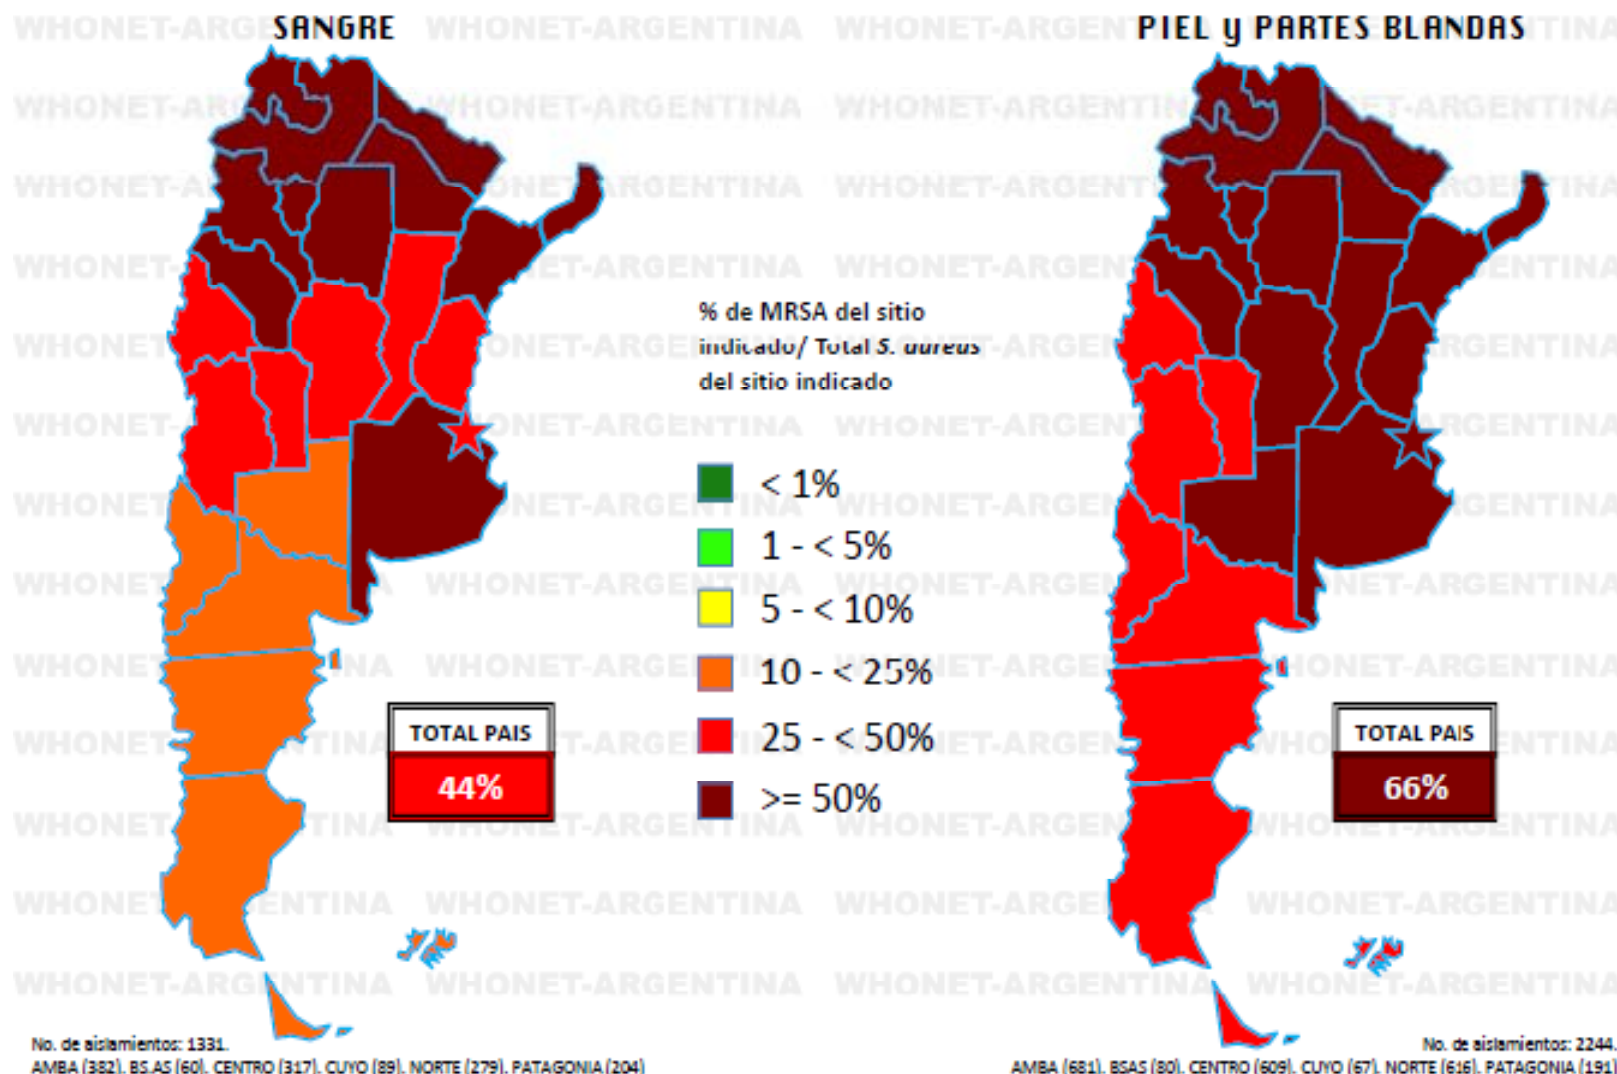 SANGRE
PIEL y PARTES BLANDAS
% de MRSA del sitio
indicado/ Total S. aureus
del sitio indicado
< 1%
1 - < 5%
5 - < 10%
10 - < 25%
25 - < 50%
>= 50%
TOTAL PAIS
44%
TOTAL PAIS
66%
No. de aislamientos: 1331.
AMBA (382). BS.AS (60). CENTRO (317). CUYO (89). NORTE (279). PATAGONIA (204)
No. de aislamientos: 2244.
AMBA (681). BSAS (80). CENTRO (609). CUYO (67). NORTE (616). PATAGONIA (191)
WHONET-ARGENTINA